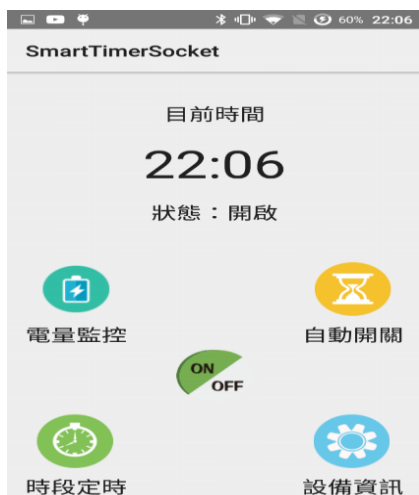 60% 22:06
SmartTimerSocket
目前時間
22:06
狀態：開啟
電量監控
自動開關
ON
OFF
時段定時
設備資訊